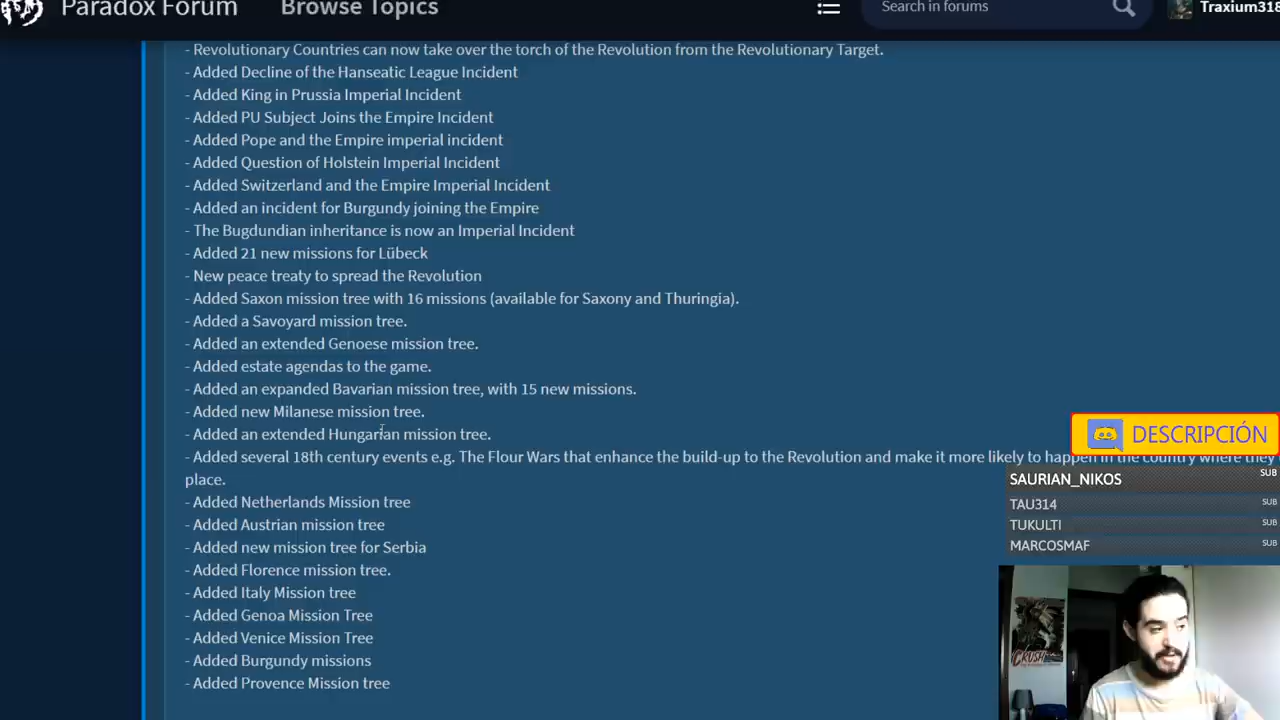 Paradox Forum
Browse Topics
Search in forums
Traxium318
- Revolutionary Countries can now take over the torch of the Revolution from the Revolutionary Target.
- Added Decline of the Hanseatic League Incident
- Added King in Prussia Imperial Incident
- Added PU Subject Joins the Empire Incident
- Added Pope and the Empire imperial incident
- Added Question of Holstein Imperial Incident
- Added Switzerland and the Empire Imperial Incident
- Added an incident for Burgundy joining the Empire
- The Bugdundian inheritance is now an Imperial Incident
- Added 21 new missions for Lübeck
- New peace treaty to spread the Revolution
- Added Saxon mission tree with 16 missions (available for Saxony and Thuringia).
- Added a Savoyard mission tree.
- Added an extended Genoese mission tree.
- Added estate agendas to the game.
- Added an expanded Bavarian mission tree, with 15 new missions.
- Added new Milanese mission tree.
- Added an extended Hungarian mission tree.
- Added several 18th century events e.g. The Flour Wars that enhance the build-up to the Revolution and make it more likely to happen in the country where they
place.
- Added Netherlands Mission tree
- Added Austrian mission tree
- Added new mission tree for Serbia
- Added Florence mission tree.
- Added Italy Mission tree
- Added Genoa Mission Tree
- Added Venice Mission Tree
- Added Burgundy missions
- Added Provence Mission tree
DESCRIPCIÓN
SAURIAN_NIKOS SUB
TAU314 SUB
TUKULTI SUB
MARCOSMAF SUB
CRUSH